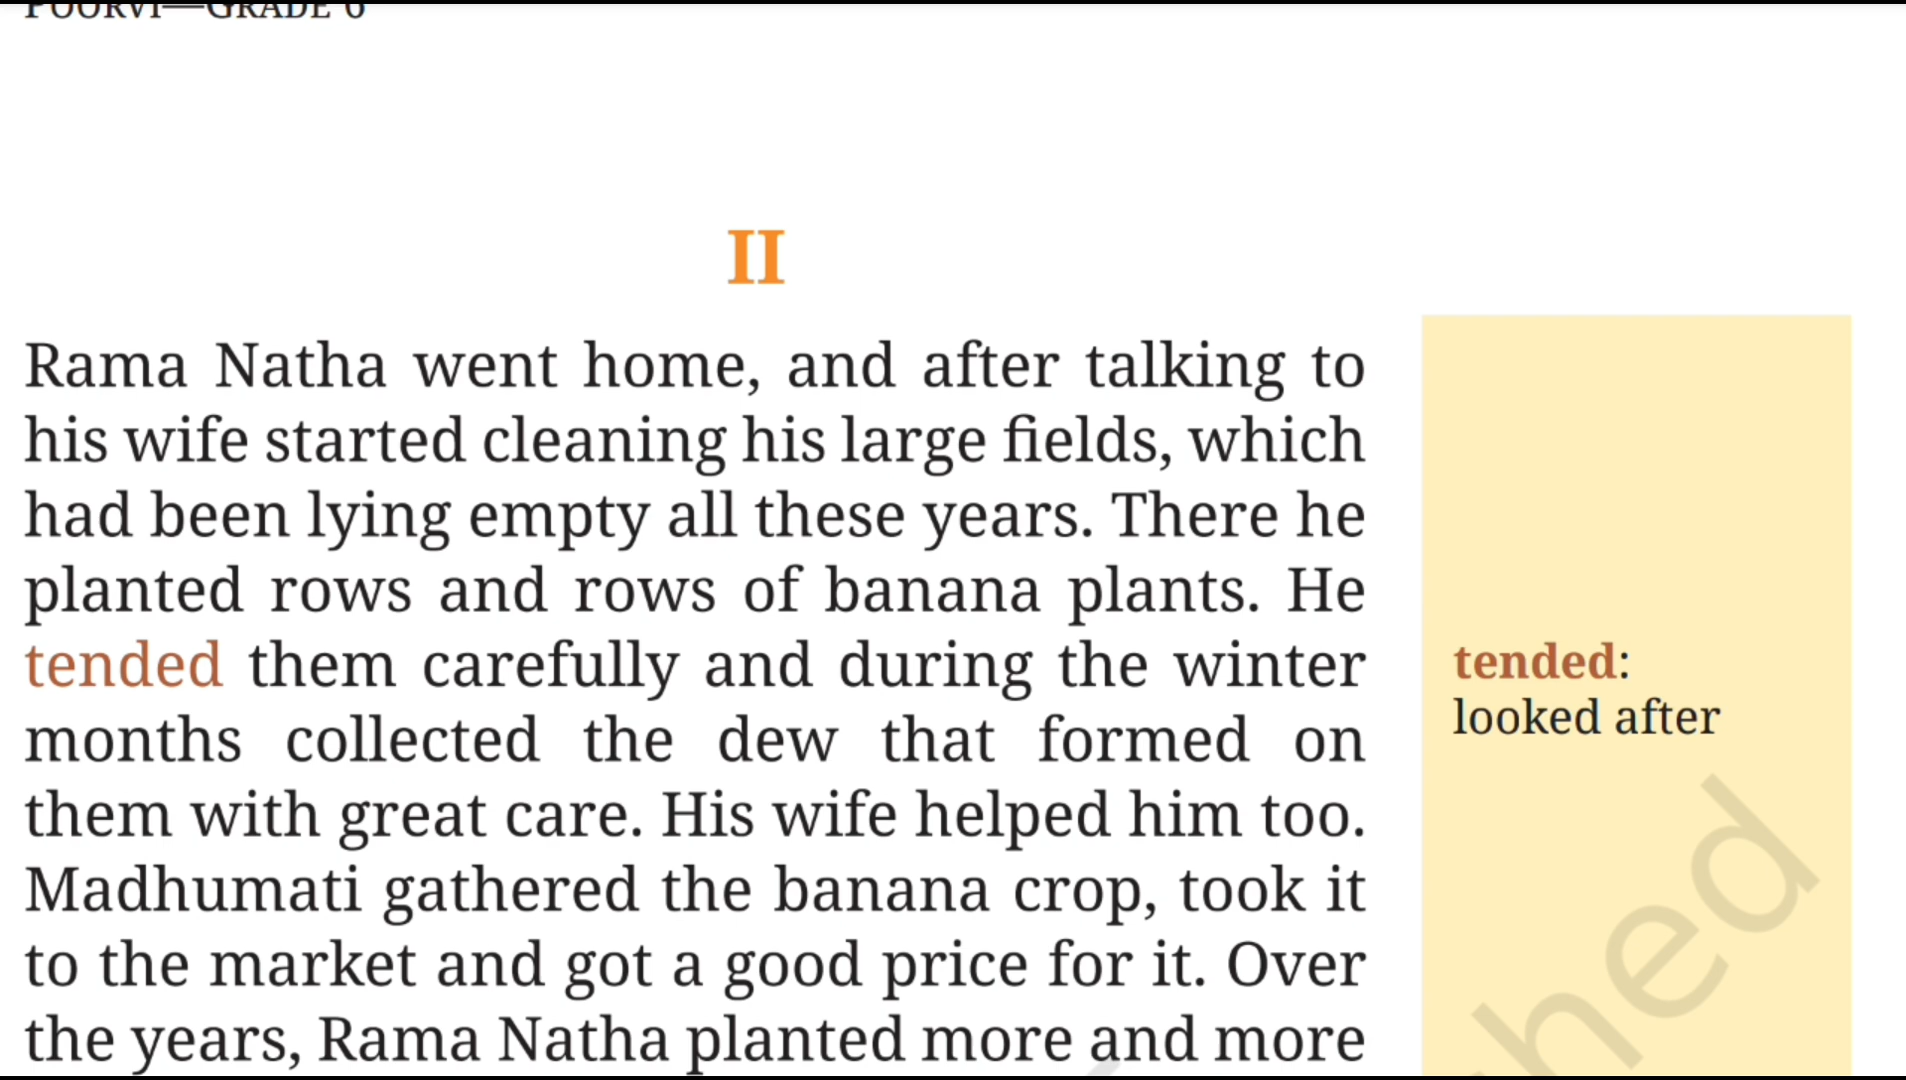 POORVI—GRADE 6
II
Rama Natha went home, and after talking to
his wife started cleaning his large fields, which
had been lying empty all these years. There he
planted rows and rows of banana plants. He
tended them carefully and during the winter
months collected the dew that formed on
them with great care. His wife helped him too.
Madhumati gathered the banana crop, took it
to the market and got a good price for it. Over
the years, Rama Natha planted more and more
tended:
looked after
hed